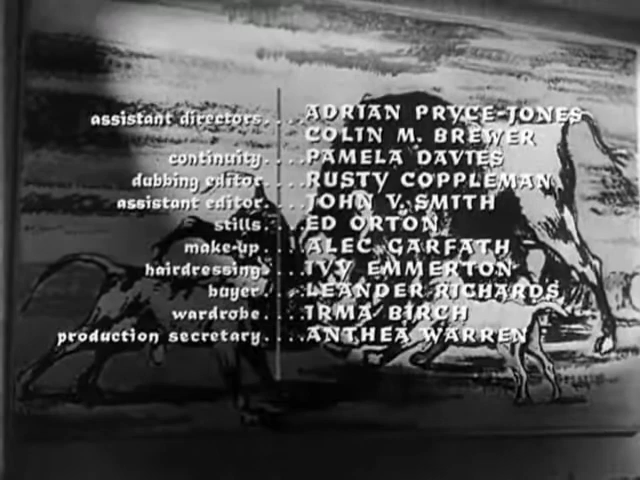 assistant directors....ADRIAN PRYCE-JONES
COLIN M. BREWER
continuity....PAMELA DAVIES
dubbing editor....RUSTY COPPLEMAN
assistant editor....JOHN V. SMITH
stills....ED ORTON
make-up....ALEC GARFATH
hairdressing....IVY EMMERTON
buyer....LEANDER RICHARDS
wardrobe....IRMA BIRCH
production secretary....ANTHEA WARREN